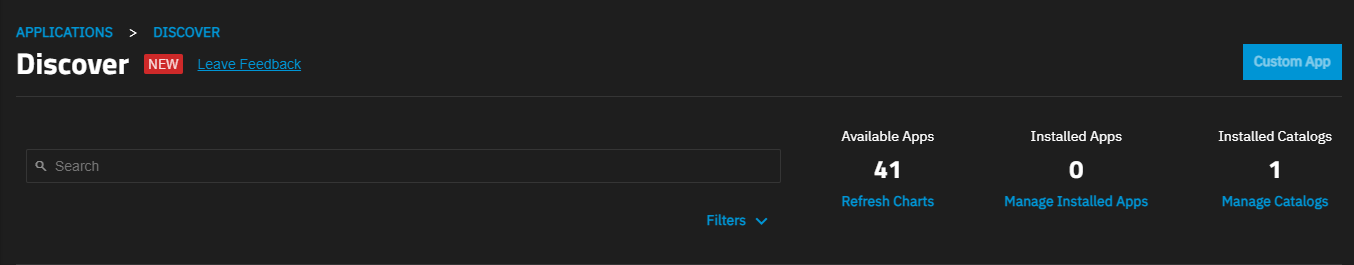 APPLICATIONS > DISCOVER
Discover NEW Leave Feedback
Custom App
Search
Filters
Available Apps
41
Refresh Charts
Installed Apps
0
Manage Installed Apps
Installed Catalogs
1
Manage Catalogs